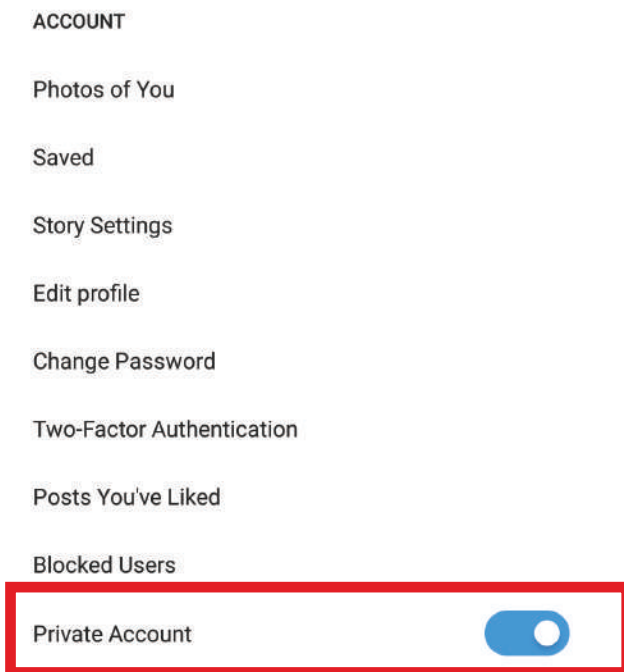 ACCOUNT
Photos of You
Saved
Story Settings
Edit profile
Change Password
Two-Factor Authentication
Posts You've Liked
Blocked Users
Private Account